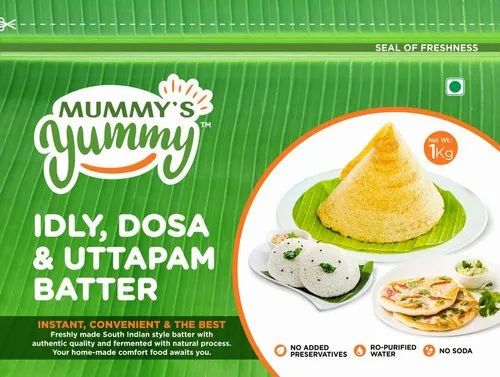 SEAL OF FRESHNESS
MUMMY'S
yummy™
Net Wt.:
1Kg
IDLY, DOSA
& UTTAPAM
BATTER
INSTANT, CONVENIENT & THE BEST
Freshly made South Indian style batter with
authentic quality and fermented with natural process.
Your home-made comfort food awaits you.
NO ADDED
PRESERVATIVES
RO-PURIFIED
WATER
NO SODA